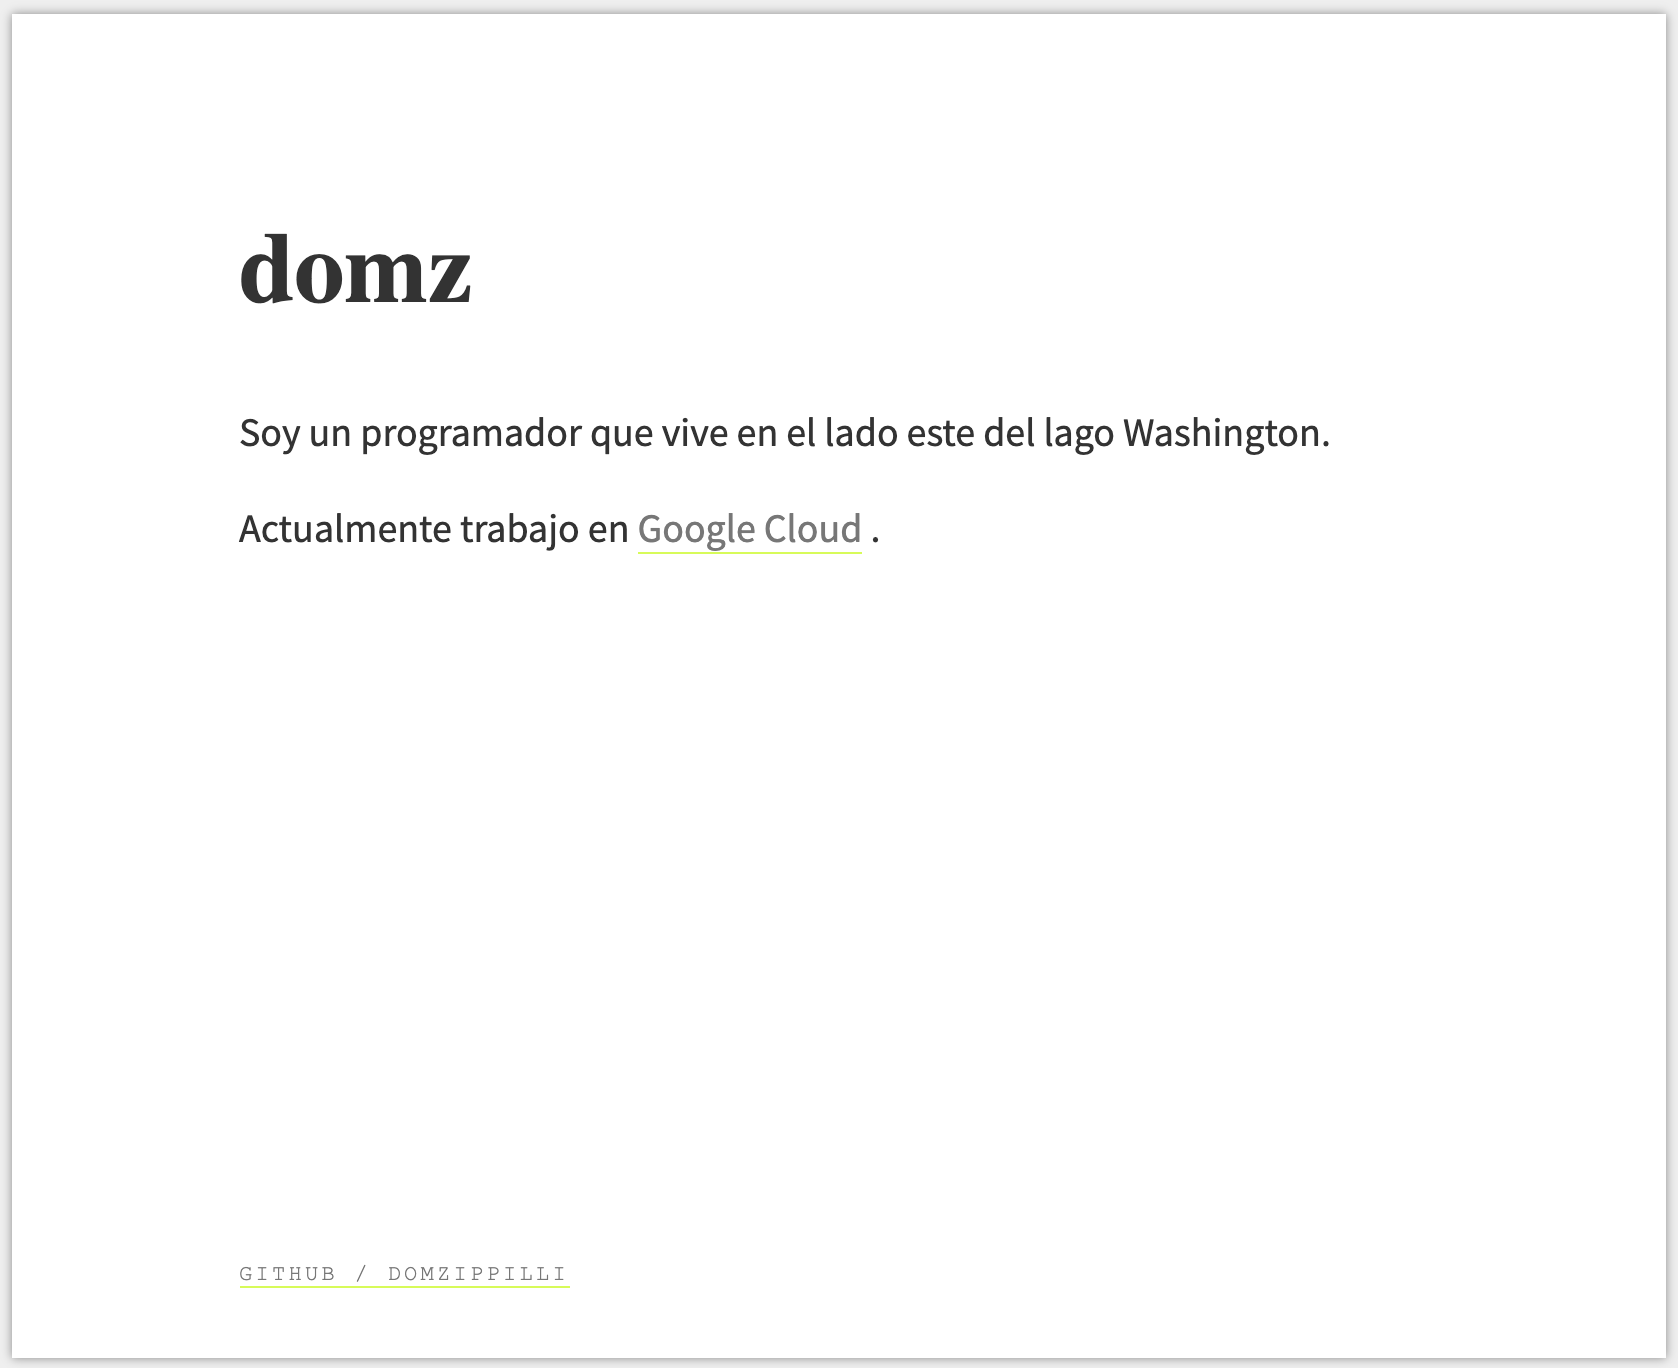 domz
Soy un programador que vive en el lado este del lago Washington.
Actualmente trabajo en Google Cloud .
GITHUB / DOMZIPPILLI